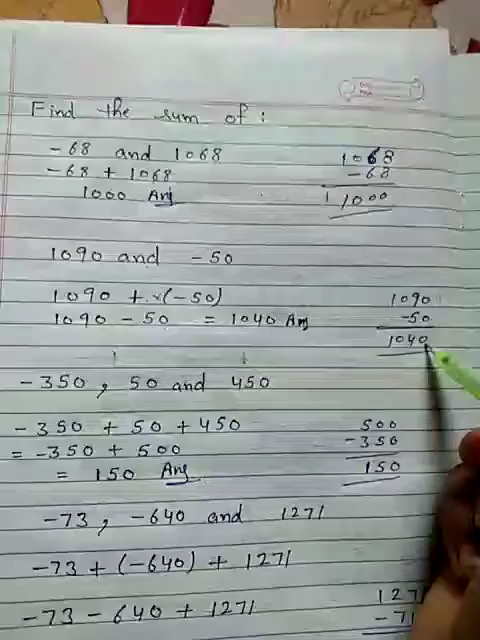 Find the sum of :
-68 and 1068
1068
-68 + 1068
-68
1000 Ans
1000
1090 and -50
1090 + (-50)
1090
1090 - 50 = 1040 Ans
-50
1040
-350, 50 and 450
-350 + 50 + 450
500
= -350 + 500
-350
= 150 Ans
150
-73, -640 and 1271
-73 + (-640) + 1271
-73 - 640 + 1271
127
-71